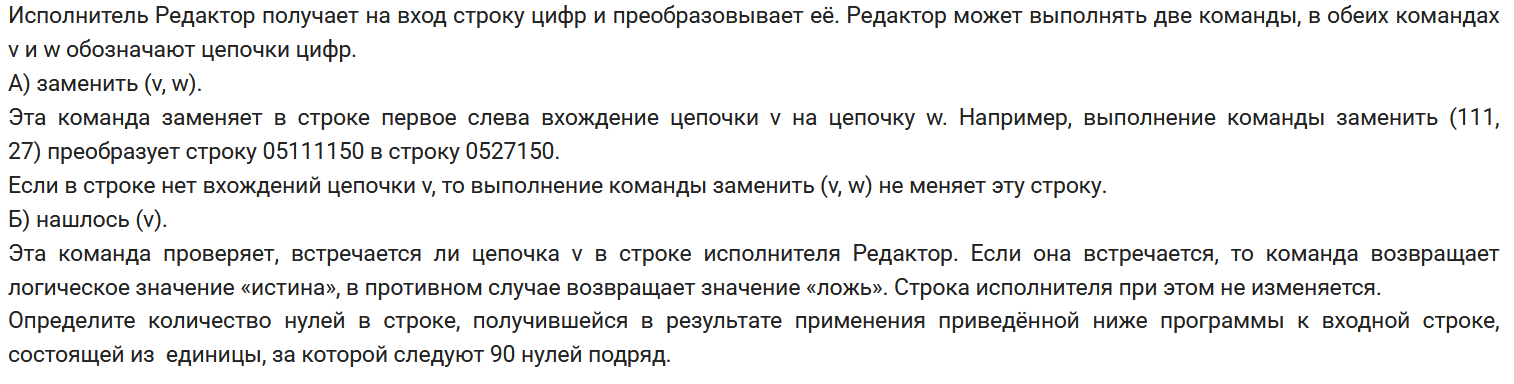 Исполнитель Редактор получает на вход строку цифр и преобразовывает её. Редактор может выполнять две команды, в обеих командах
v и w обозначают цепочки цифр.
А) заменить (v, w).
Эта команда заменяет в строке первое слева вхождение цепочки v на цепочку w. Например, выполнение команды заменить (111,
27) преобразует строку 05111150 в строку 0527150.
Если в строке нет вхождений цепочки v, то выполнение команды заменить (v, w) не меняет эту строку.
Б) нашлось (v).
Эта команда проверяет, встречается ли цепочка v в строке исполнителя Редактор. Если она встречается, то команда возвращает
логическое значение «истина», в противном случае возвращает значение «ложь». Строка исполнителя при этом не изменяется.
Определите количество нулей в строке, получившейся в результате применения приведённой ниже программы к входной строке,
состоящей из единицы, за которой следуют 90 нулей подряд.